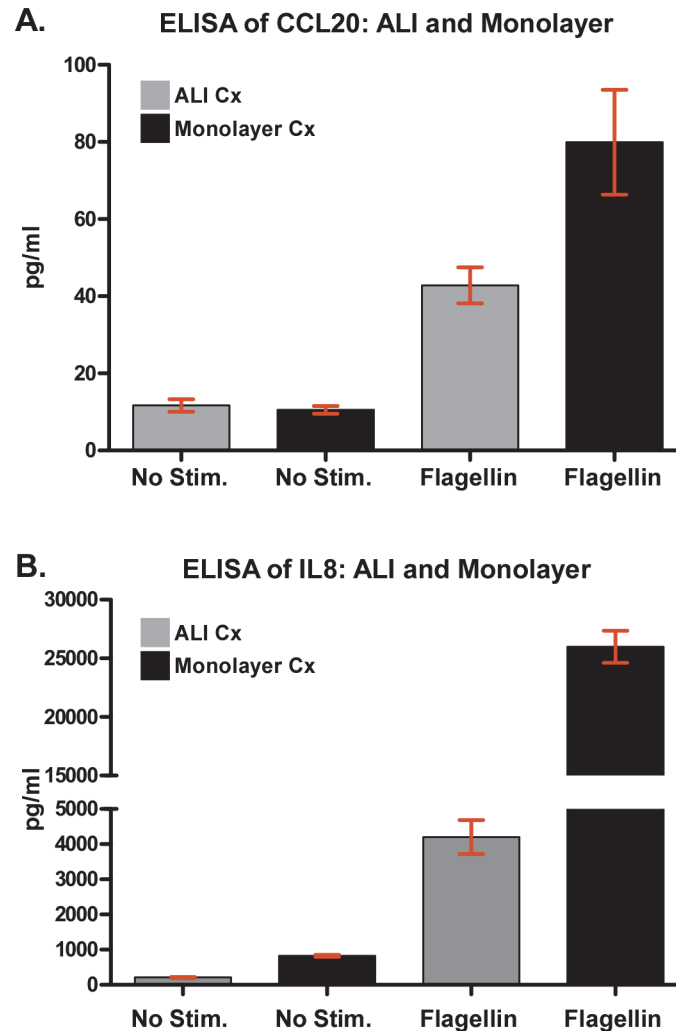 A.
ELISA of CCL20: ALI and Monolayer
100
80
60
40
20
0
pg/ml
ALI Cx
Monolayer Cx
No Stim. No Stim. Flagellin Flagellin
B.
ELISA of IL8: ALI and Monolayer
30000
25000
20000
15000
5000
4000
3000
2000
1000
0
pg/ml
ALI Cx
Monolayer Cx
No Stim. No Stim. Flagellin Flagellin